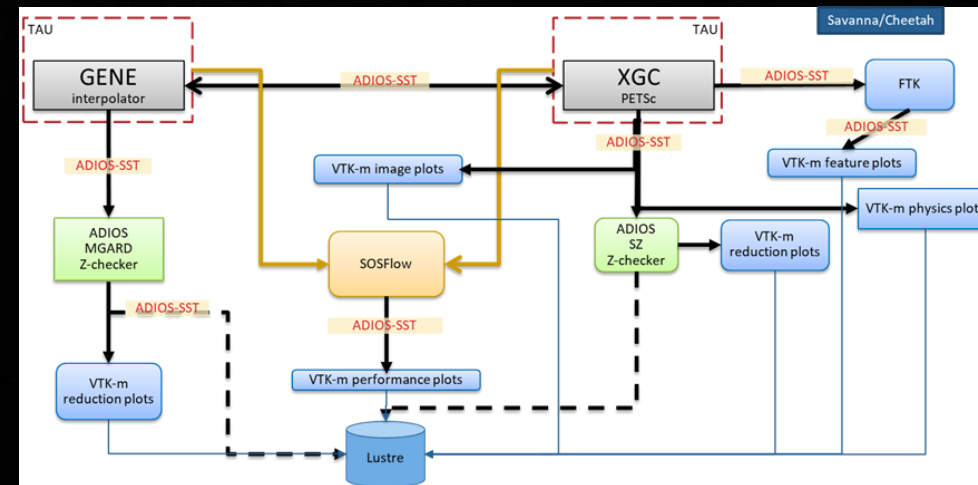 Savanna/Cheetah
TAU
TAU
GENE
interpolator
ADIOS-SST
XGC
PETSc
ADIOS-SST
FTK
ADIOS-SST
ADIOS-SST
ADIOS-SST
VTK-m image plots
VTK-m feature plots
VTK-m physics plot
ADIOS
MGARD
Z-checker
SOSFlow
ADIOS
SZ
Z-checker
VTK-m
reduction plots
ADIOS-SST
ADIOS-SST
VTK-m
reduction plots
VTK-m performance plots
Lustre